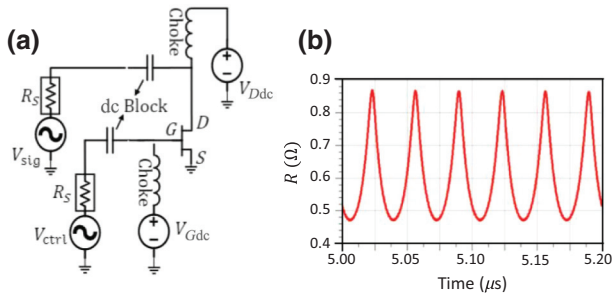 (a)
Choke
V_Ddc
R_S
dc Block
G
D
S
V_sig
R_S
Choke
V_Gdc
V_ctrl
(b)
R (Ω)
0.9
0.8
0.7
0.6
0.5
0.4
5.00 5.05 5.10 5.15 5.20
Time (μs)